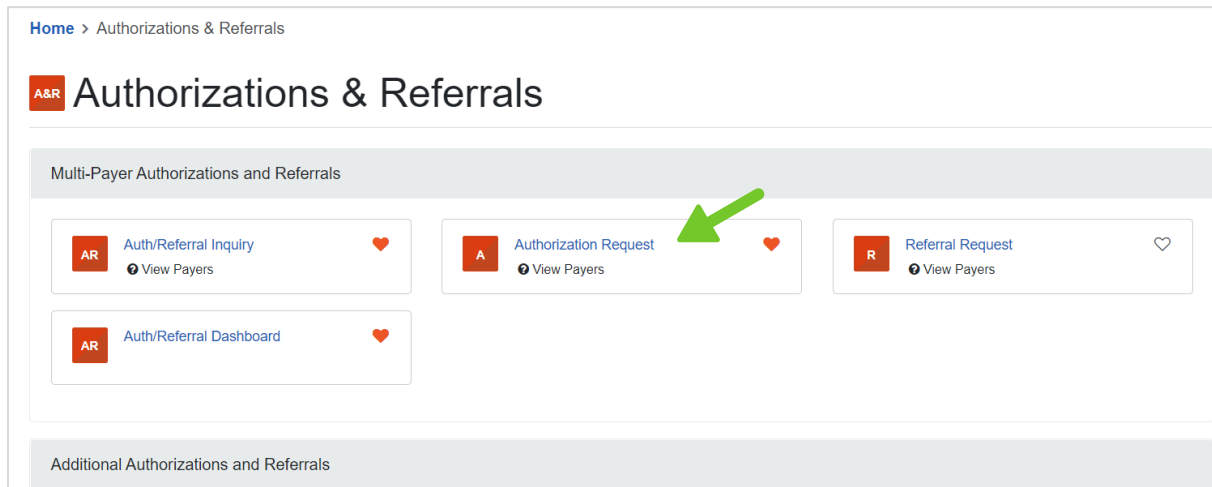 Home > Authorizations & Referrals
A&R Authorizations & Referrals
Multi-Payer Authorizations and Referrals
AR Auth/Referral Inquiry
? View Payers
A Authorization Request
? View Payers
R Referral Request
? View Payers
AR Auth/Referral Dashboard
Additional Authorizations and Referrals